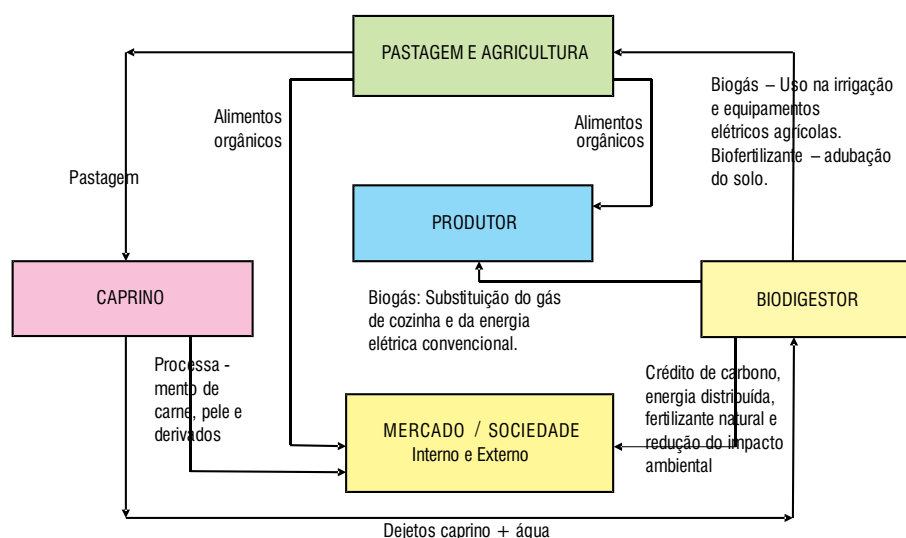 PASTAGEM E AGRICULTURA
Biogás – Uso na irrigação
e equipamentos
elétricos agrícolas.
Biofertilizante – adubação
do solo.
Alimentos
orgânicos
Alimentos
orgânicos
Pastagem
PRODUTOR
CAPRINO
BIODIGESTOR
Biogás: Substituição do gás
de cozinha e da energia
elétrica convencional.
Processa -
mento de
carne, pele e
derivados
Crédito de carbono,
energia distribuída,
fertilizante natural e
redução do impacto
ambiental
MERCADO / SOCIEDADE
Interno e Externo
Dejetos caprino + água